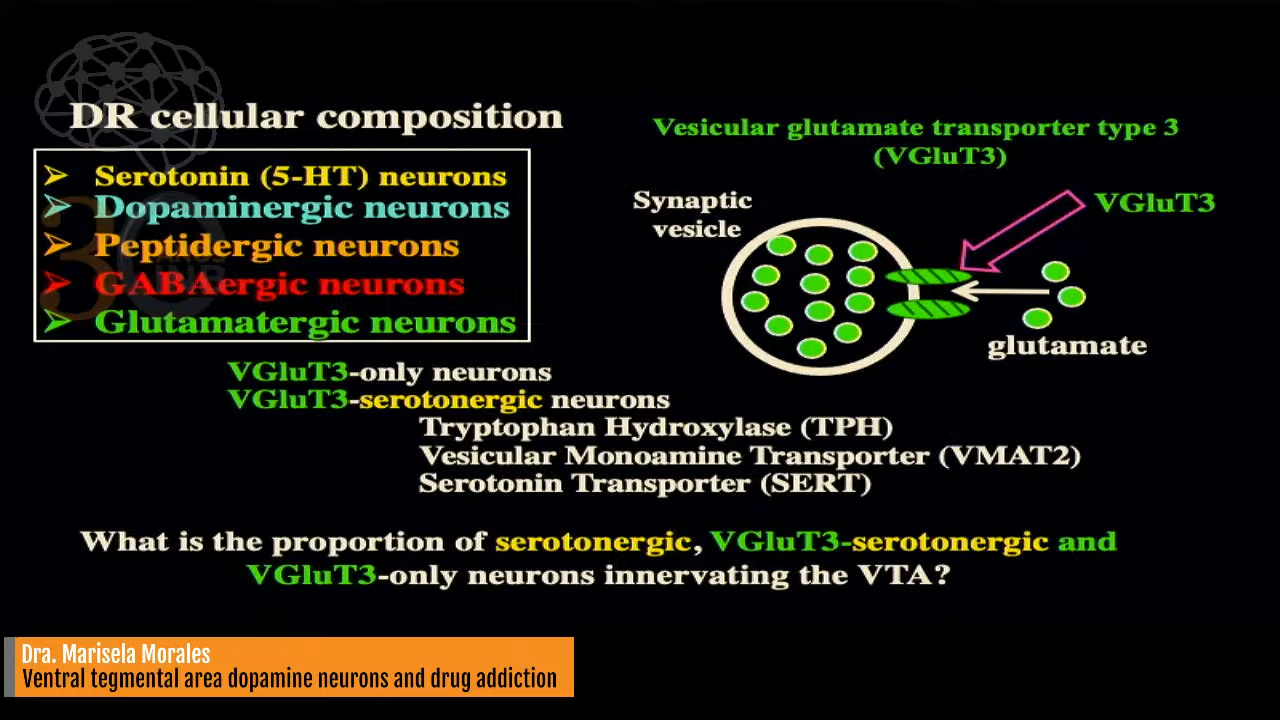 DR cellular composition
Serotonin (5-HT) neurons
Dopaminergic neurons
Peptidergic neurons
GABAergic neurons
Glutamatergic neurons
Vesicular glutamate transporter type 3
(VGluT3)
Synaptic
vesicle
VGluT3
glutamate
VGluT3-only neurons
VGluT3-serotonergic neurons
Tryptophan Hydroxylase (TPH)
Vesicular Monoamine Transporter (VMAT2)
Serotonin Transporter (SERT)
What is the proportion of serotonergic, VGluT3-serotonergic and
VGluT3-only neurons innervating the VTA?
Dra. Marisela Morales
Ventral tegmental area dopamine neurons and drug addiction